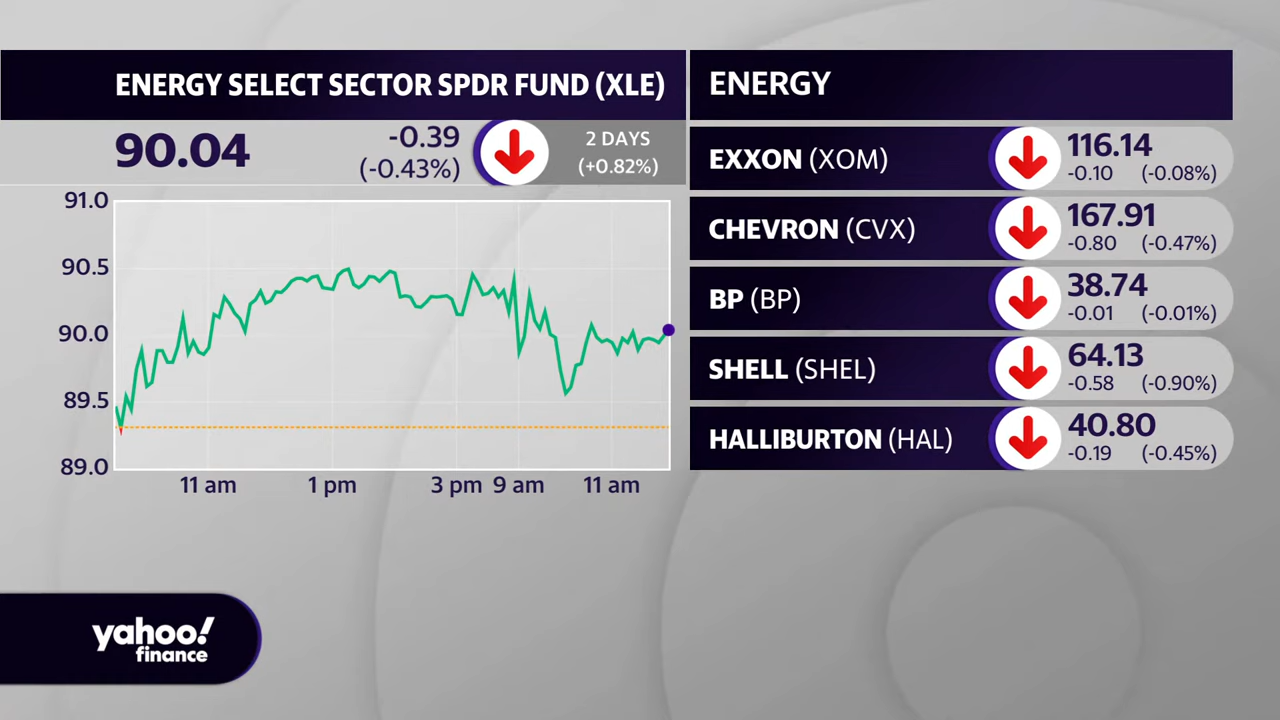 ENERGY SELECT SECTOR SPDR FUND (XLE)
90.04
-0.39
(-0.43%)
2 DAYS
(+0.82%)
91.0
90.5
90.0
89.5
89.0
11 am 1 pm 3 pm 9 am 11 am
ENERGY
EXXON (XOM)
116.14
-0.10 (-0.08%)
CHEVRON (CVX)
167.91
-0.80 (-0.47%)
BP (BP)
38.74
-0.01 (-0.01%)
SHELL (SHEL)
64.13
-0.58 (-0.90%)
HALLIBURTON (HAL)
40.80
-0.19 (-0.45%)
yahoo!
finance